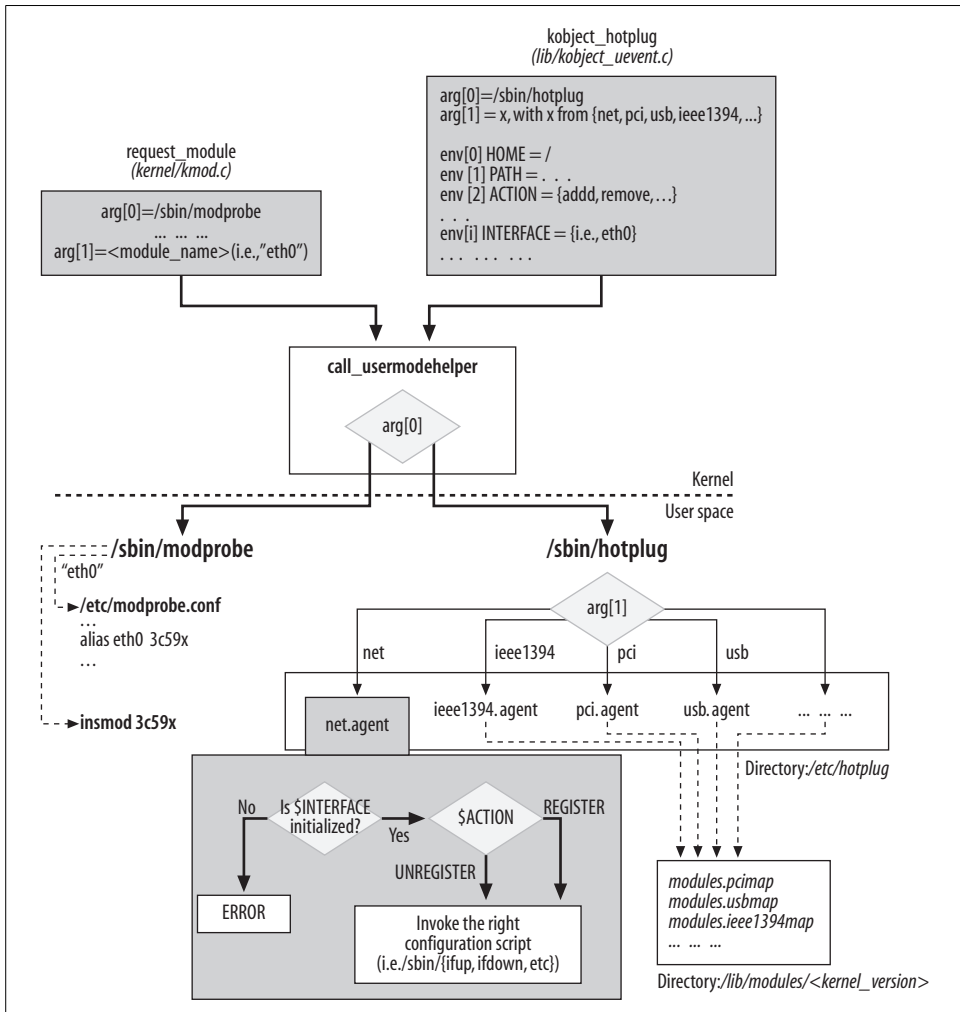 kobject_hotplug
(lib/kobject_uevent.c)
arg[0]=/sbin/hotplug
arg[1] = x, with x from {net, pci, usb, ieee1394, ...}
env[0] HOME = /
env [1] PATH = . . .
env [2] ACTION = {addd, remove, ...}
. . .
env[i] INTERFACE = {i.e., eth0}
. . . . . . . . .
request_module
(kernel/kmod.c)
arg[0]=/sbin/modprobe
... ... ...
arg[1]=<module_name>(i.e.,"eth0")
call_usermodehelper
arg[0]
Kernel
User space
/sbin/modprobe
"eth0"
/etc/modprobe.conf
...
alias eth0 3c59x
...
insmod 3c59x
/sbin/hotplug
arg[1]
net
ieee1394
pci
usb
net.agent
ieee1394.agent
pci.agent
usb.agent
... ... ...
Directory:/etc/hotplug
Is $INTERFACE
initialized?
No
Yes
$ACTION
REGISTER
UNREGISTER
ERROR
Invoke the right
configuration script
(i.e./sbin/{ifup, ifdown, etc})
modules.pcimap
modules.usbmap
modules.ieee1394map
... ... ...
Directory:/lib/modules/<kernel_version>